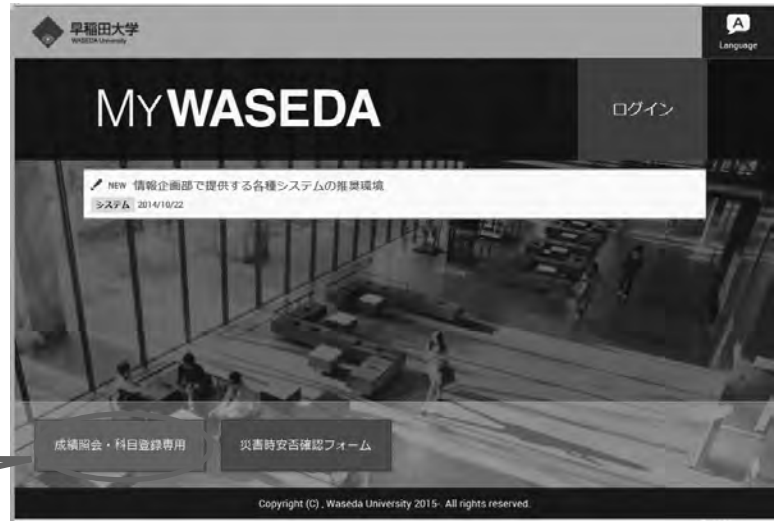 早稲田大学
WASEDA University
A
Language
MYWASEDA
ログイン
NEW 情報企画部で提供する各種システムの推奨環境
システム 2014/10/22
成績照会・科目登録専用
災害時安否確認フォーム
Copyright (C) , Waseda University 2015- All rights reserved.